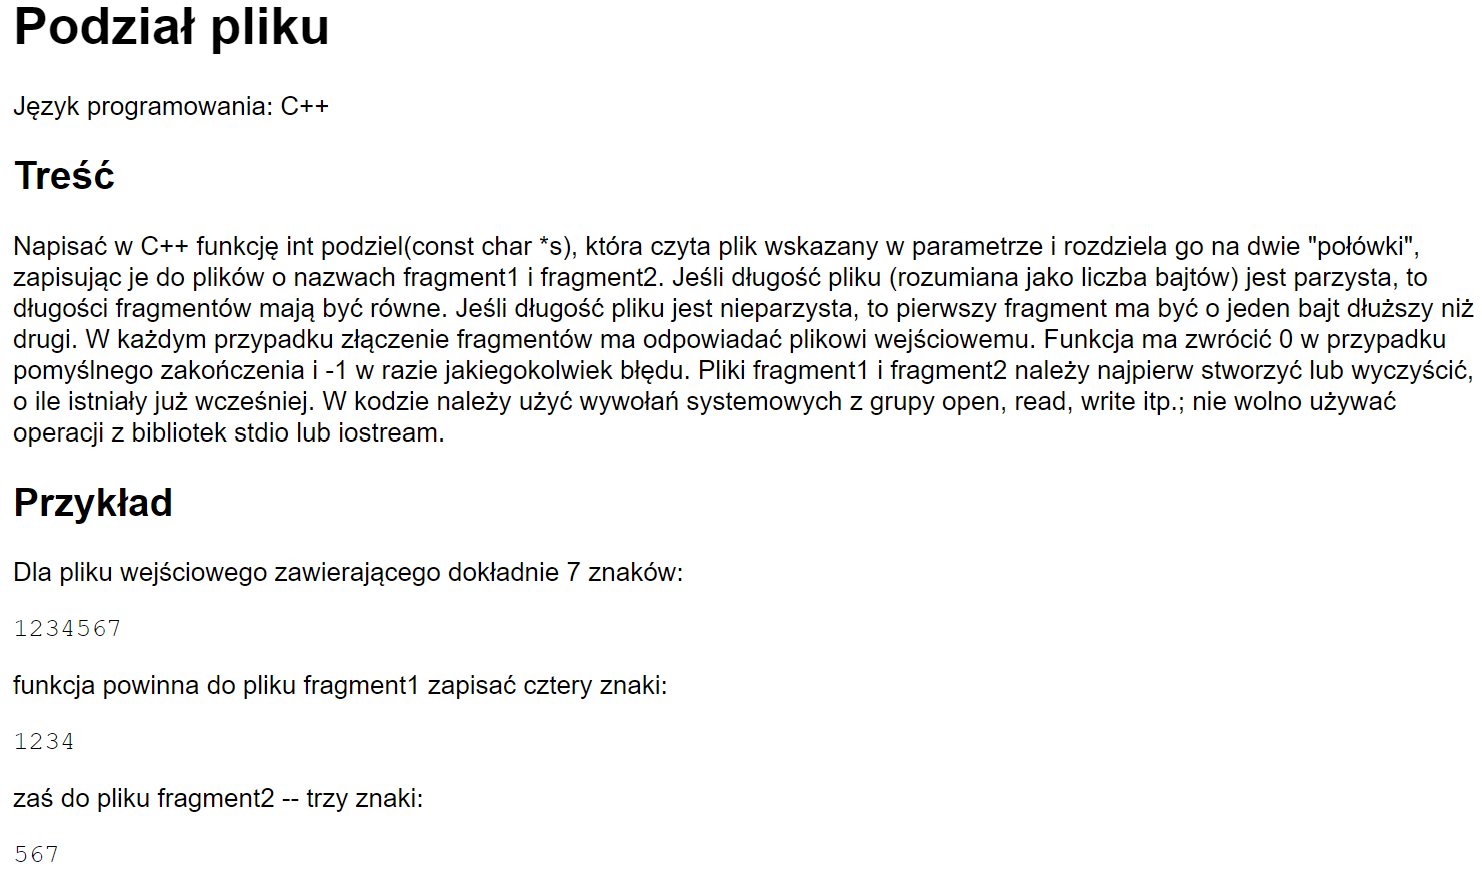 Podział pliku
Język programowania: C++
Treść
Napisać w C++ funkcję int podziel(const char *s), która czyta plik wskazany w parametrze i rozdziela go na dwie "połówki",
zapisując je do plików o nazwach fragment1 i fragment2. Jeśli długość pliku (rozumiana jako liczba bajtów) jest parzysta, to
długości fragmentów mają być równe. Jeśli długość pliku jest nieparzysta, to pierwszy fragment ma być o jeden bajt dłuższy niż
drugi. W każdym przypadku złączenie fragmentów ma odpowiadać plikowi wejściowemu. Funkcja ma zwrócić 0 w przypadku
pomyślnego zakończenia i -1 w razie jakiegokolwiek błędu. Pliki fragment1 i fragment2 należy najpierw stworzyć lub wyczyścić,
o ile istniały już wcześniej. W kodzie należy użyć wywołań systemowych z grupy open, read, write itp.; nie wolno używać
operacji z bibliotek stdio lub iostream.
Przykład
Dla pliku wejściowego zawierającego dokładnie 7 znaków:
1234567
funkcja powinna do pliku fragment1 zapisać cztery znaki:
1234
zaś do pliku fragment2 -- trzy znaki:
567